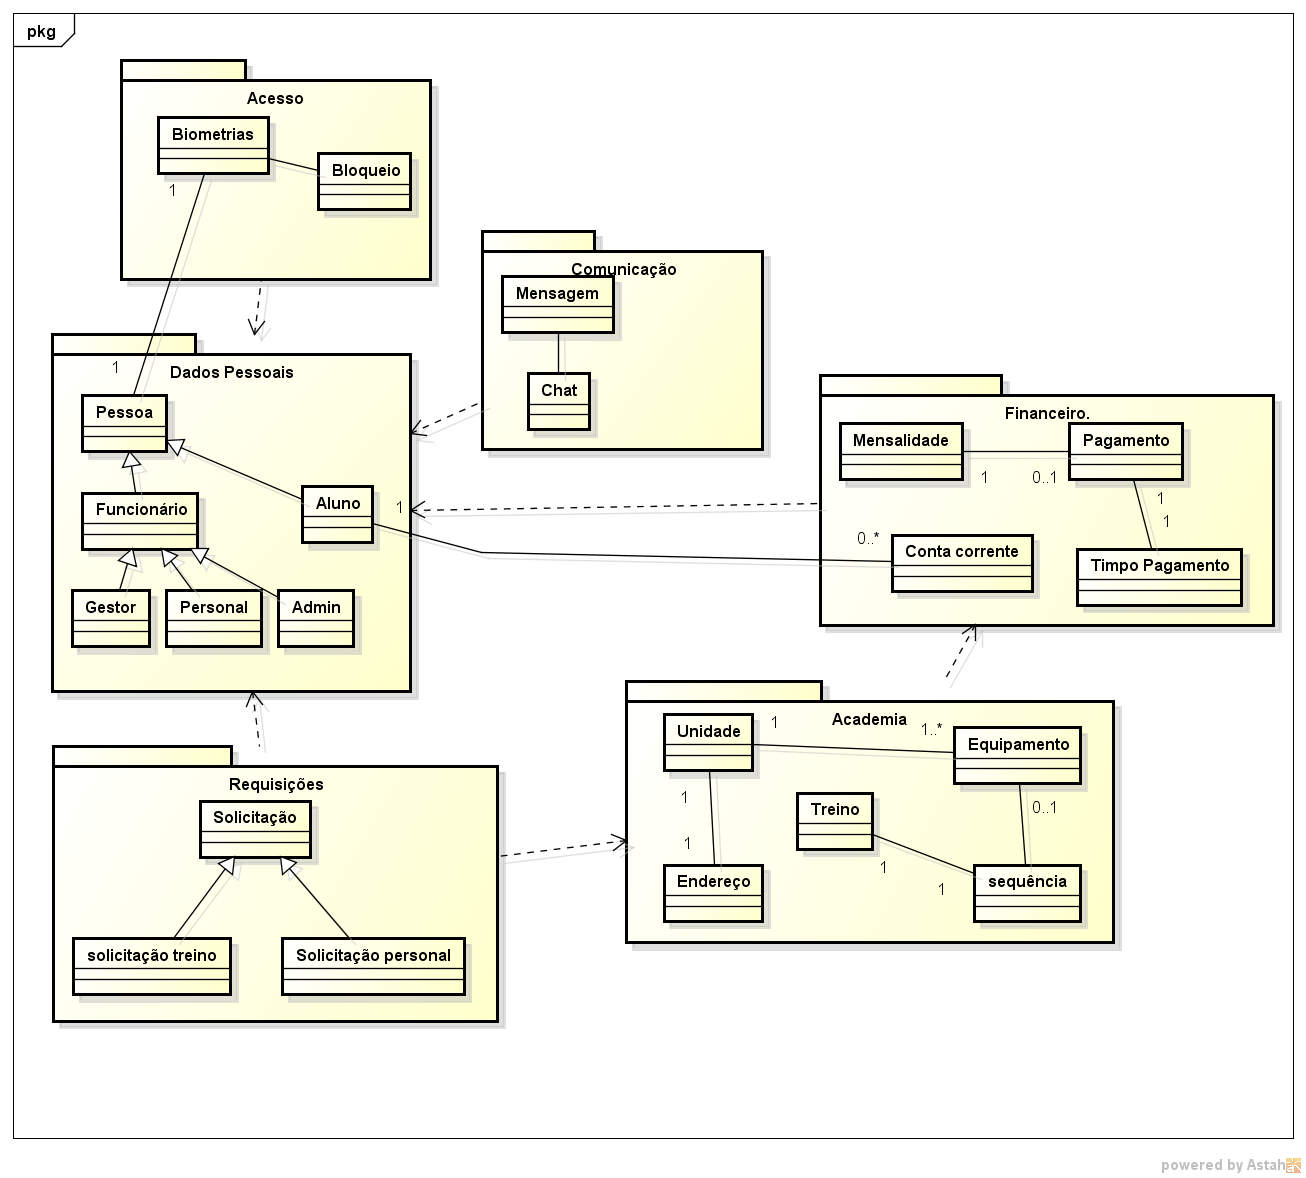 pkg
Acesso
Biometrias
Bloqueio
1
Comunicação
Mensagem
Chat
1
Dados Pessoais
Pessoa
Funcionário
Aluno
1
Gestor
Personal
Admin
Financeiro.
Mensalidade
Pagamento
1
0..1
1
1
0..*
Conta corrente
Timpo Pagamento
Academia
Unidade
1
1..*
Equipamento
1
Treino
0..1
1
1
1
Endereço
sequência
Requisições
Solicitação
solicitação treino
Solicitação personal
powered by Astah